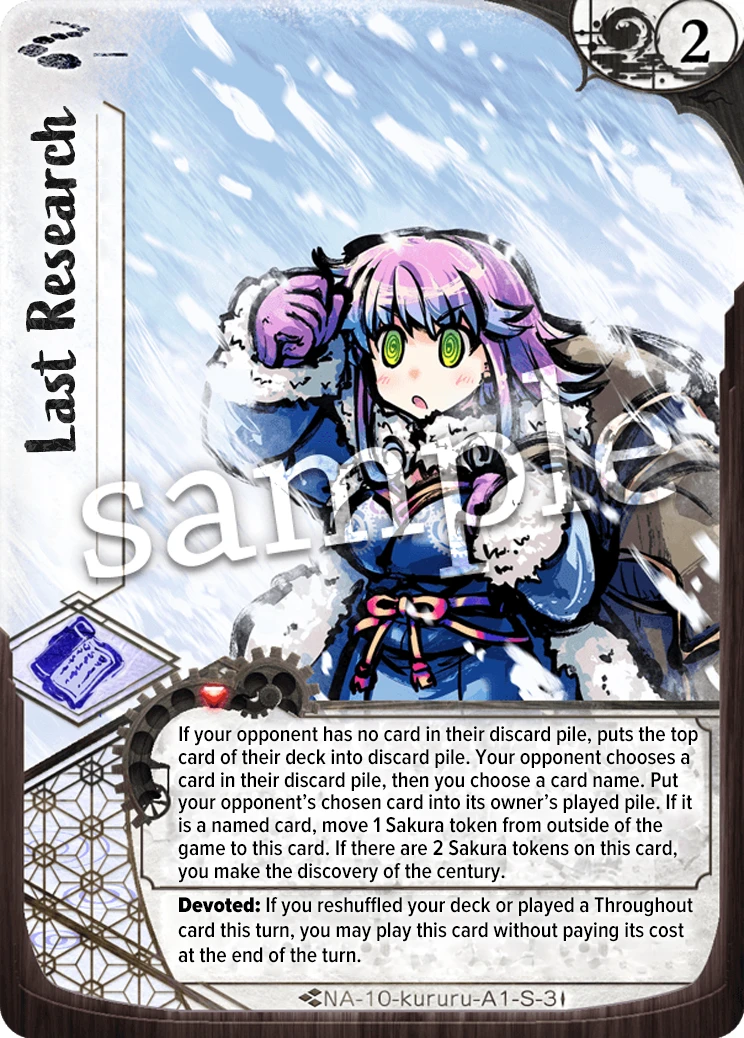 2
Last Research
sample
If your opponent has no card in their discard pile, puts the top
card of their deck into discard pile. Your opponent chooses a
card in their discard pile, then you choose a card name. Put
your opponent's chosen card into its owner's played pile. If it
is a named card, move 1 Sakura token from outside of the
game to this card. If there are 2 Sakura tokens on this card,
you make the discovery of the century.
Devoted: If you reshuffled your deck or played a Throughout
card this turn, you may play this card without paying its cost
at the end of the turn.
NA-10-kururu-A1-S-3